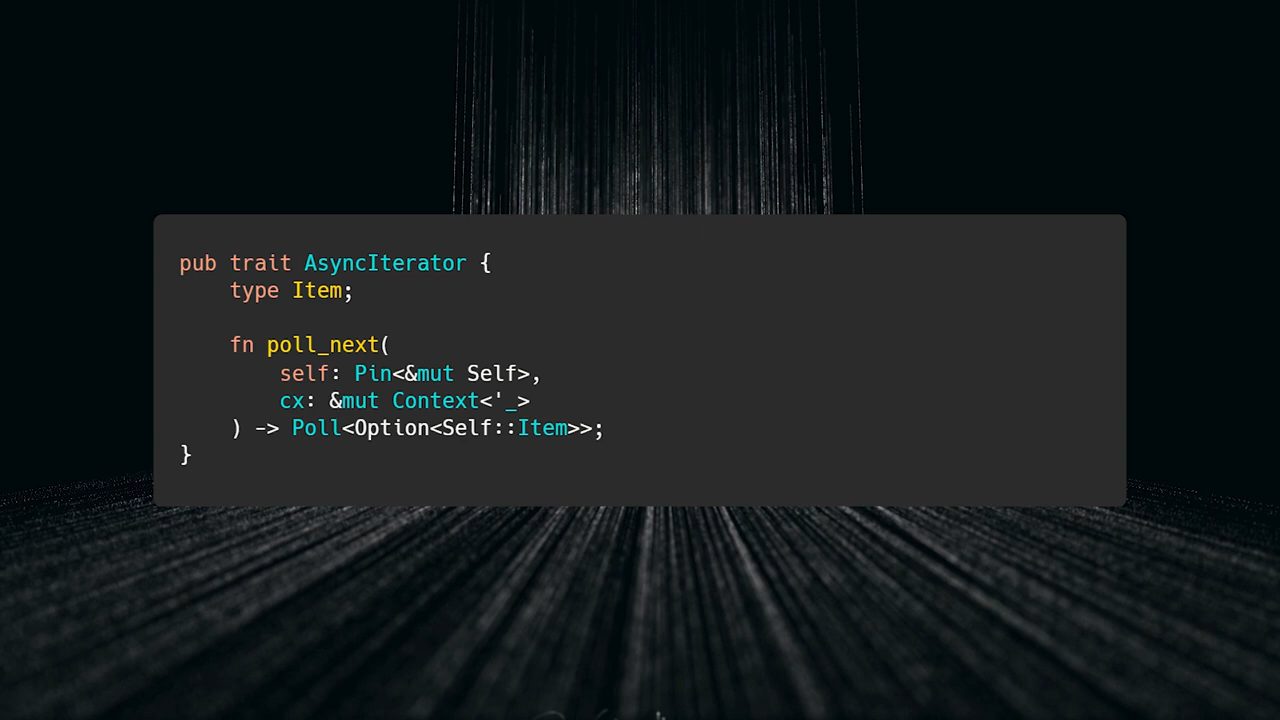 pub trait AsyncIterator {
    type Item;

    fn poll_next(
        self: Pin<&mut Self>,
        cx: &mut Context<'_>
    ) -> Poll<Option<Self::Item>>;
}